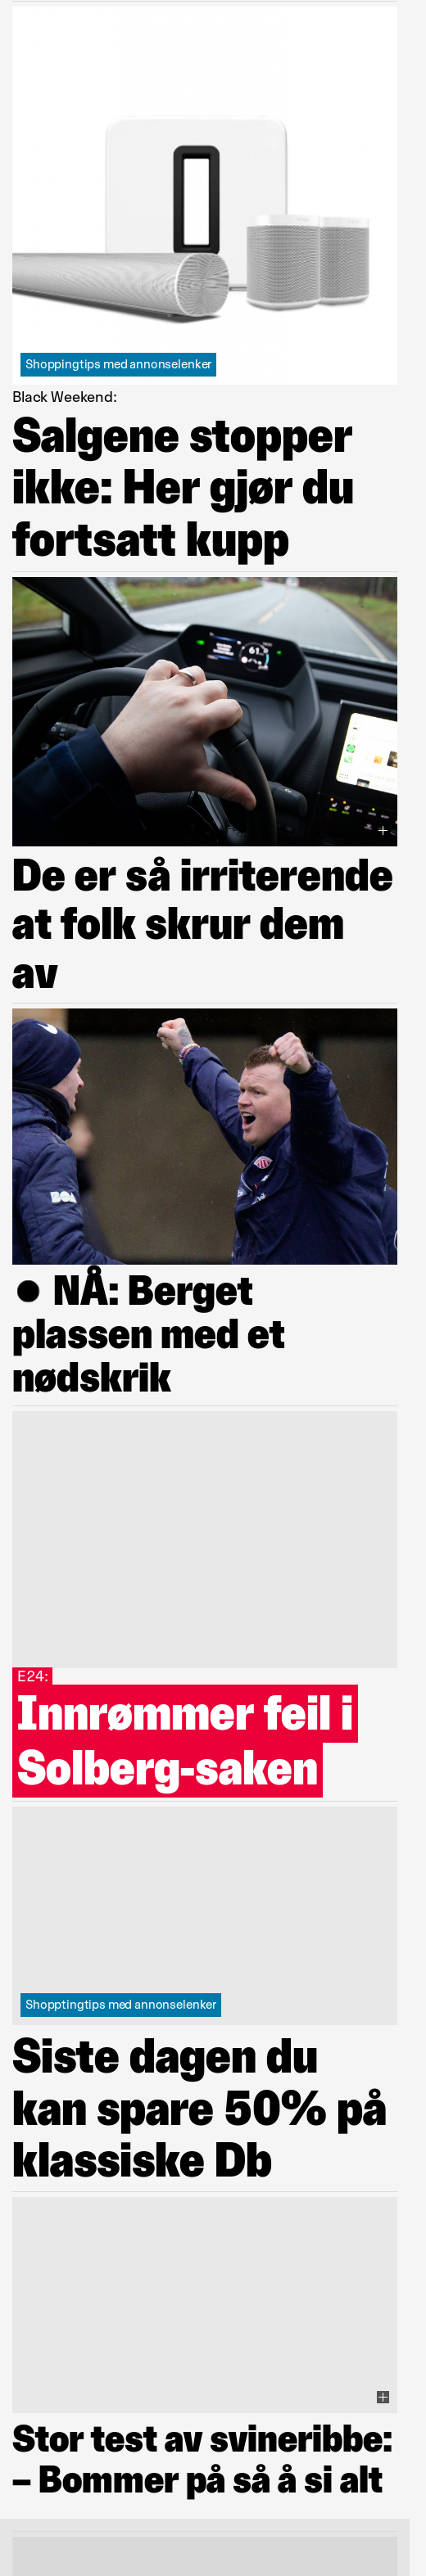 Shoppingtips med annonselenker
Black Weekend:
Salgene stopper
ikke: Her gjør du
fortsatt kupp
61
De er så irriterende
at folk skrur dem
av
● NÅ: Berget
plassen med et
nødskrik
E24:
Innrømmer feil i
Solberg-saken
Shopptingtips med annonselenker
Siste dagen du
kan spare 50% på
klassiske Db
Stor test av svineribbe:
– Bommer på så å si alt